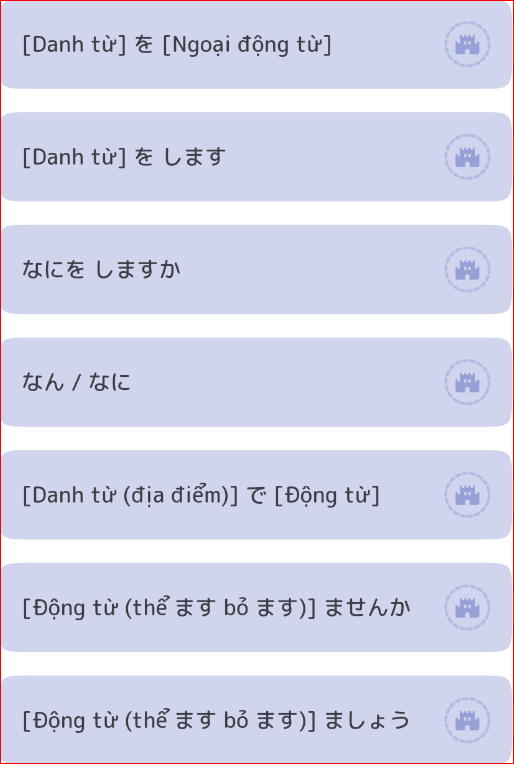 [Danh từ] を [Ngoại động từ]
[Danh từ] を します
なにを しますか
なん / なに
[Danh từ (địa điểm)] で [Động từ]
[Động từ (thể ます bỏ ます)] ませんか
[Động từ (thể ます bỏ ます)] ましょう